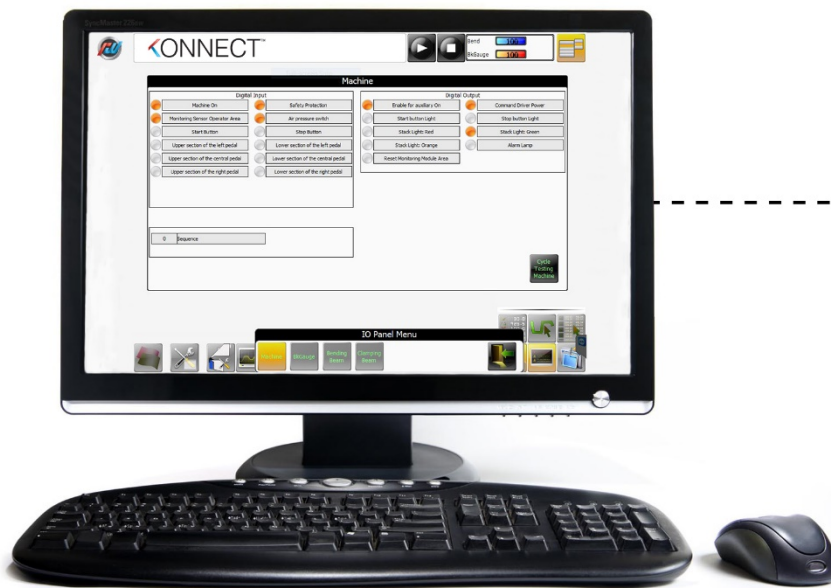 SyncMaster 226bw
KONNECT™
Bend 100
BkGauge 100
Machine
Digital Input
Digital Output
Machine On
Safety Protection
Enable for auxiliary On
Command Driver Power
Monitoring Sensor Operator Area
Air pressure switch
Start button Light
Stop button Light
Start Button
Stop Button
Stack Light: Red
Stack Light: Green
Upper section of the left pedal
Lower section of the left pedal
Stack Light: Orange
Alarm Lamp
Upper section of the central pedal
Lower section of the central pedal
Reset Monitoring Module Area
Upper section of the right pedal
Lower section of the right pedal
0 Sequence
Cycle
Testing
Machine
IO Panel Menu
Machine
BkGauge
Bending
Beam
Clamping
Beam